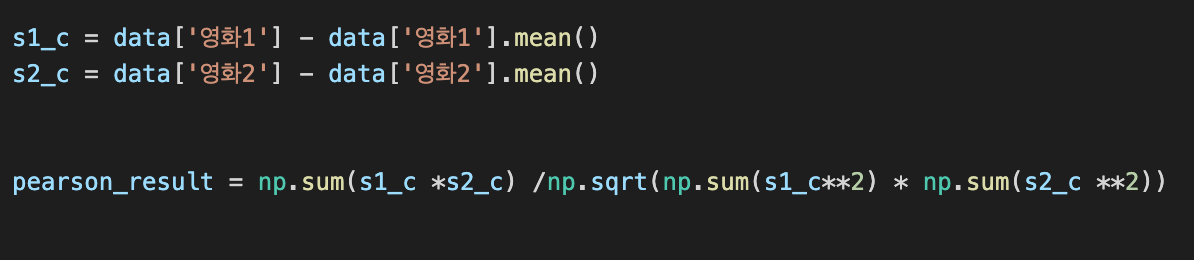 s1_c = data['영화1'] - data['영화1'].mean()
s2_c = data['영화2'] - data['영화2'].mean()
pearson_result = np.sum(s1_c *s2_c) /np.sqrt(np.sum(s1_c**2) * np.sum(s2_c **2))